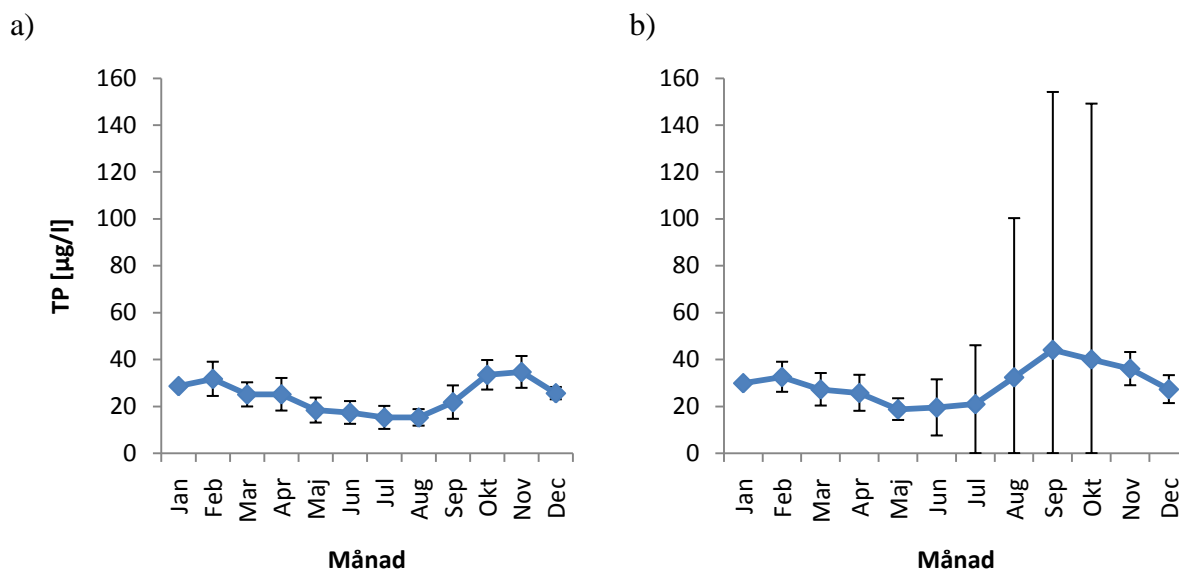 a)
160
140
120
100
80
60
40
20
0
TP [µg/l]
Jan
Feb
Mar
Apr
Maj
Jun
Jul
Aug
Sep
Okt
Nov
Dec
Månad
b)
160
140
120
100
80
60
40
20
0
Jan
Feb
Mar
Apr
Maj
Jun
Jul
Aug
Sep
Okt
Nov
Dec
Månad